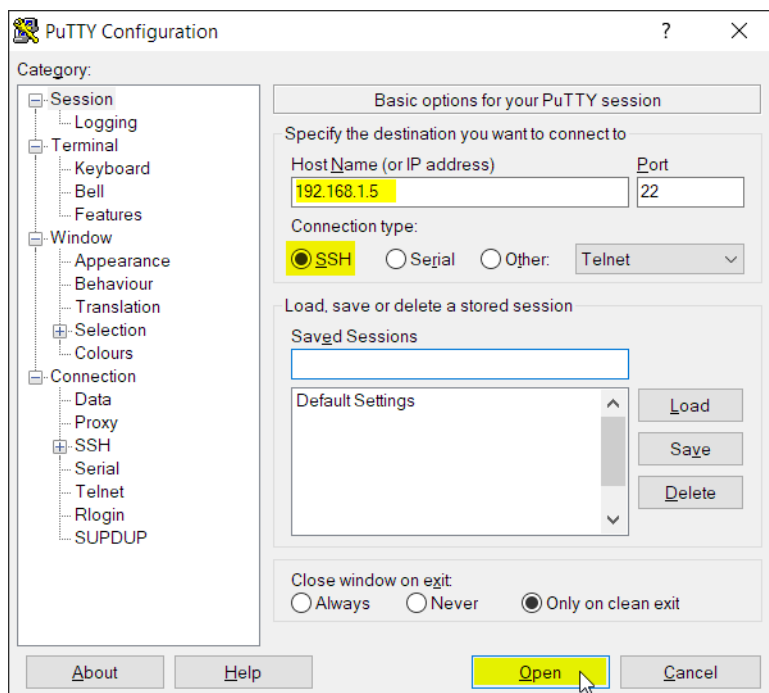 PuTTY Configuration
?
Category:
Session
Logging
Terminal
Keyboard
Bell
Features
Window
Appearance
Behaviour
Translation
Selection
Colours
Connection
Data
Proxy
SSH
Serial
Telnet
Rlogin
SUPDUP
Basic options for your PuTTY session
Specify the destination you want to connect to
Host Name (or IP address) Port
192.168.1.5 22
Connection type:
SSH Serial Other: Telnet
Load, save or delete a stored session
Saved Sessions
Default Settings
Load
Save
Delete
Close window on exit:
Always Never Only on clean exit
About Help Open Cancel